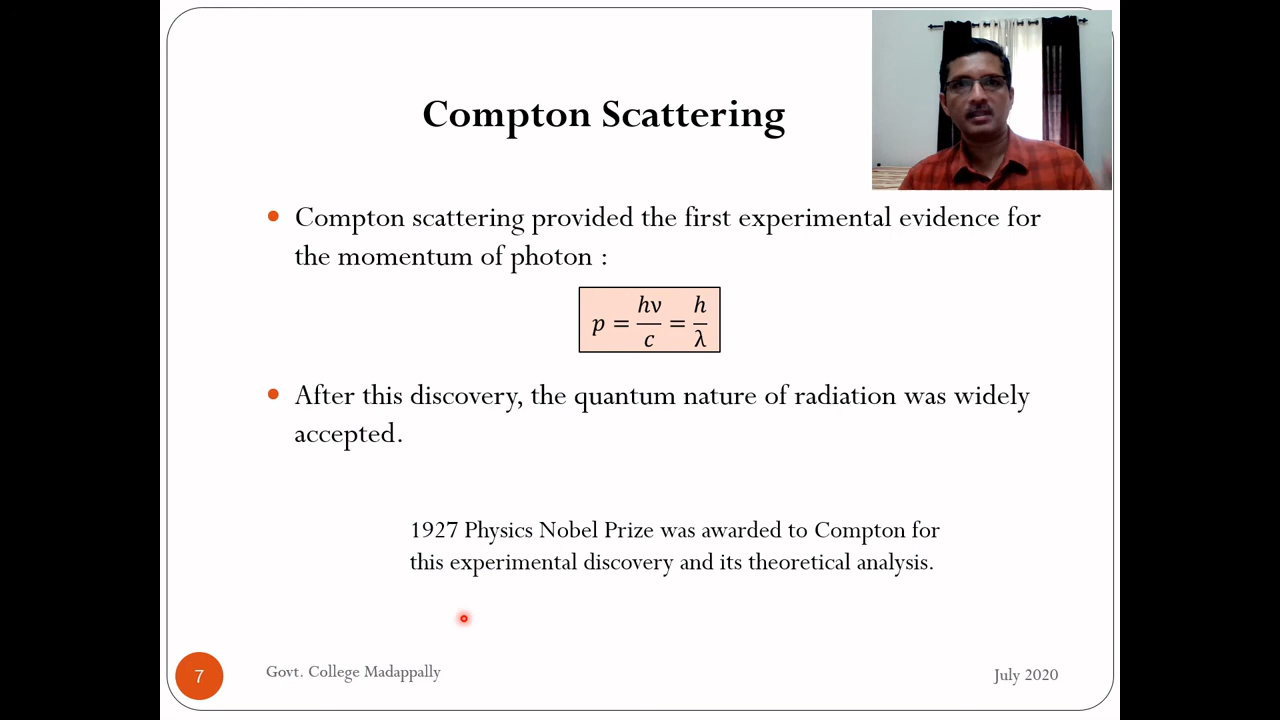 Compton Scattering
Compton scattering provided the first experimental evidence for
the momentum of photon :
p = hν/c = h/λ
After this discovery, the quantum nature of radiation was widely
accepted.
1927 Physics Nobel Prize was awarded to Compton for
this experimental discovery and its theoretical analysis.
7
Govt. College Madappally
July 2020